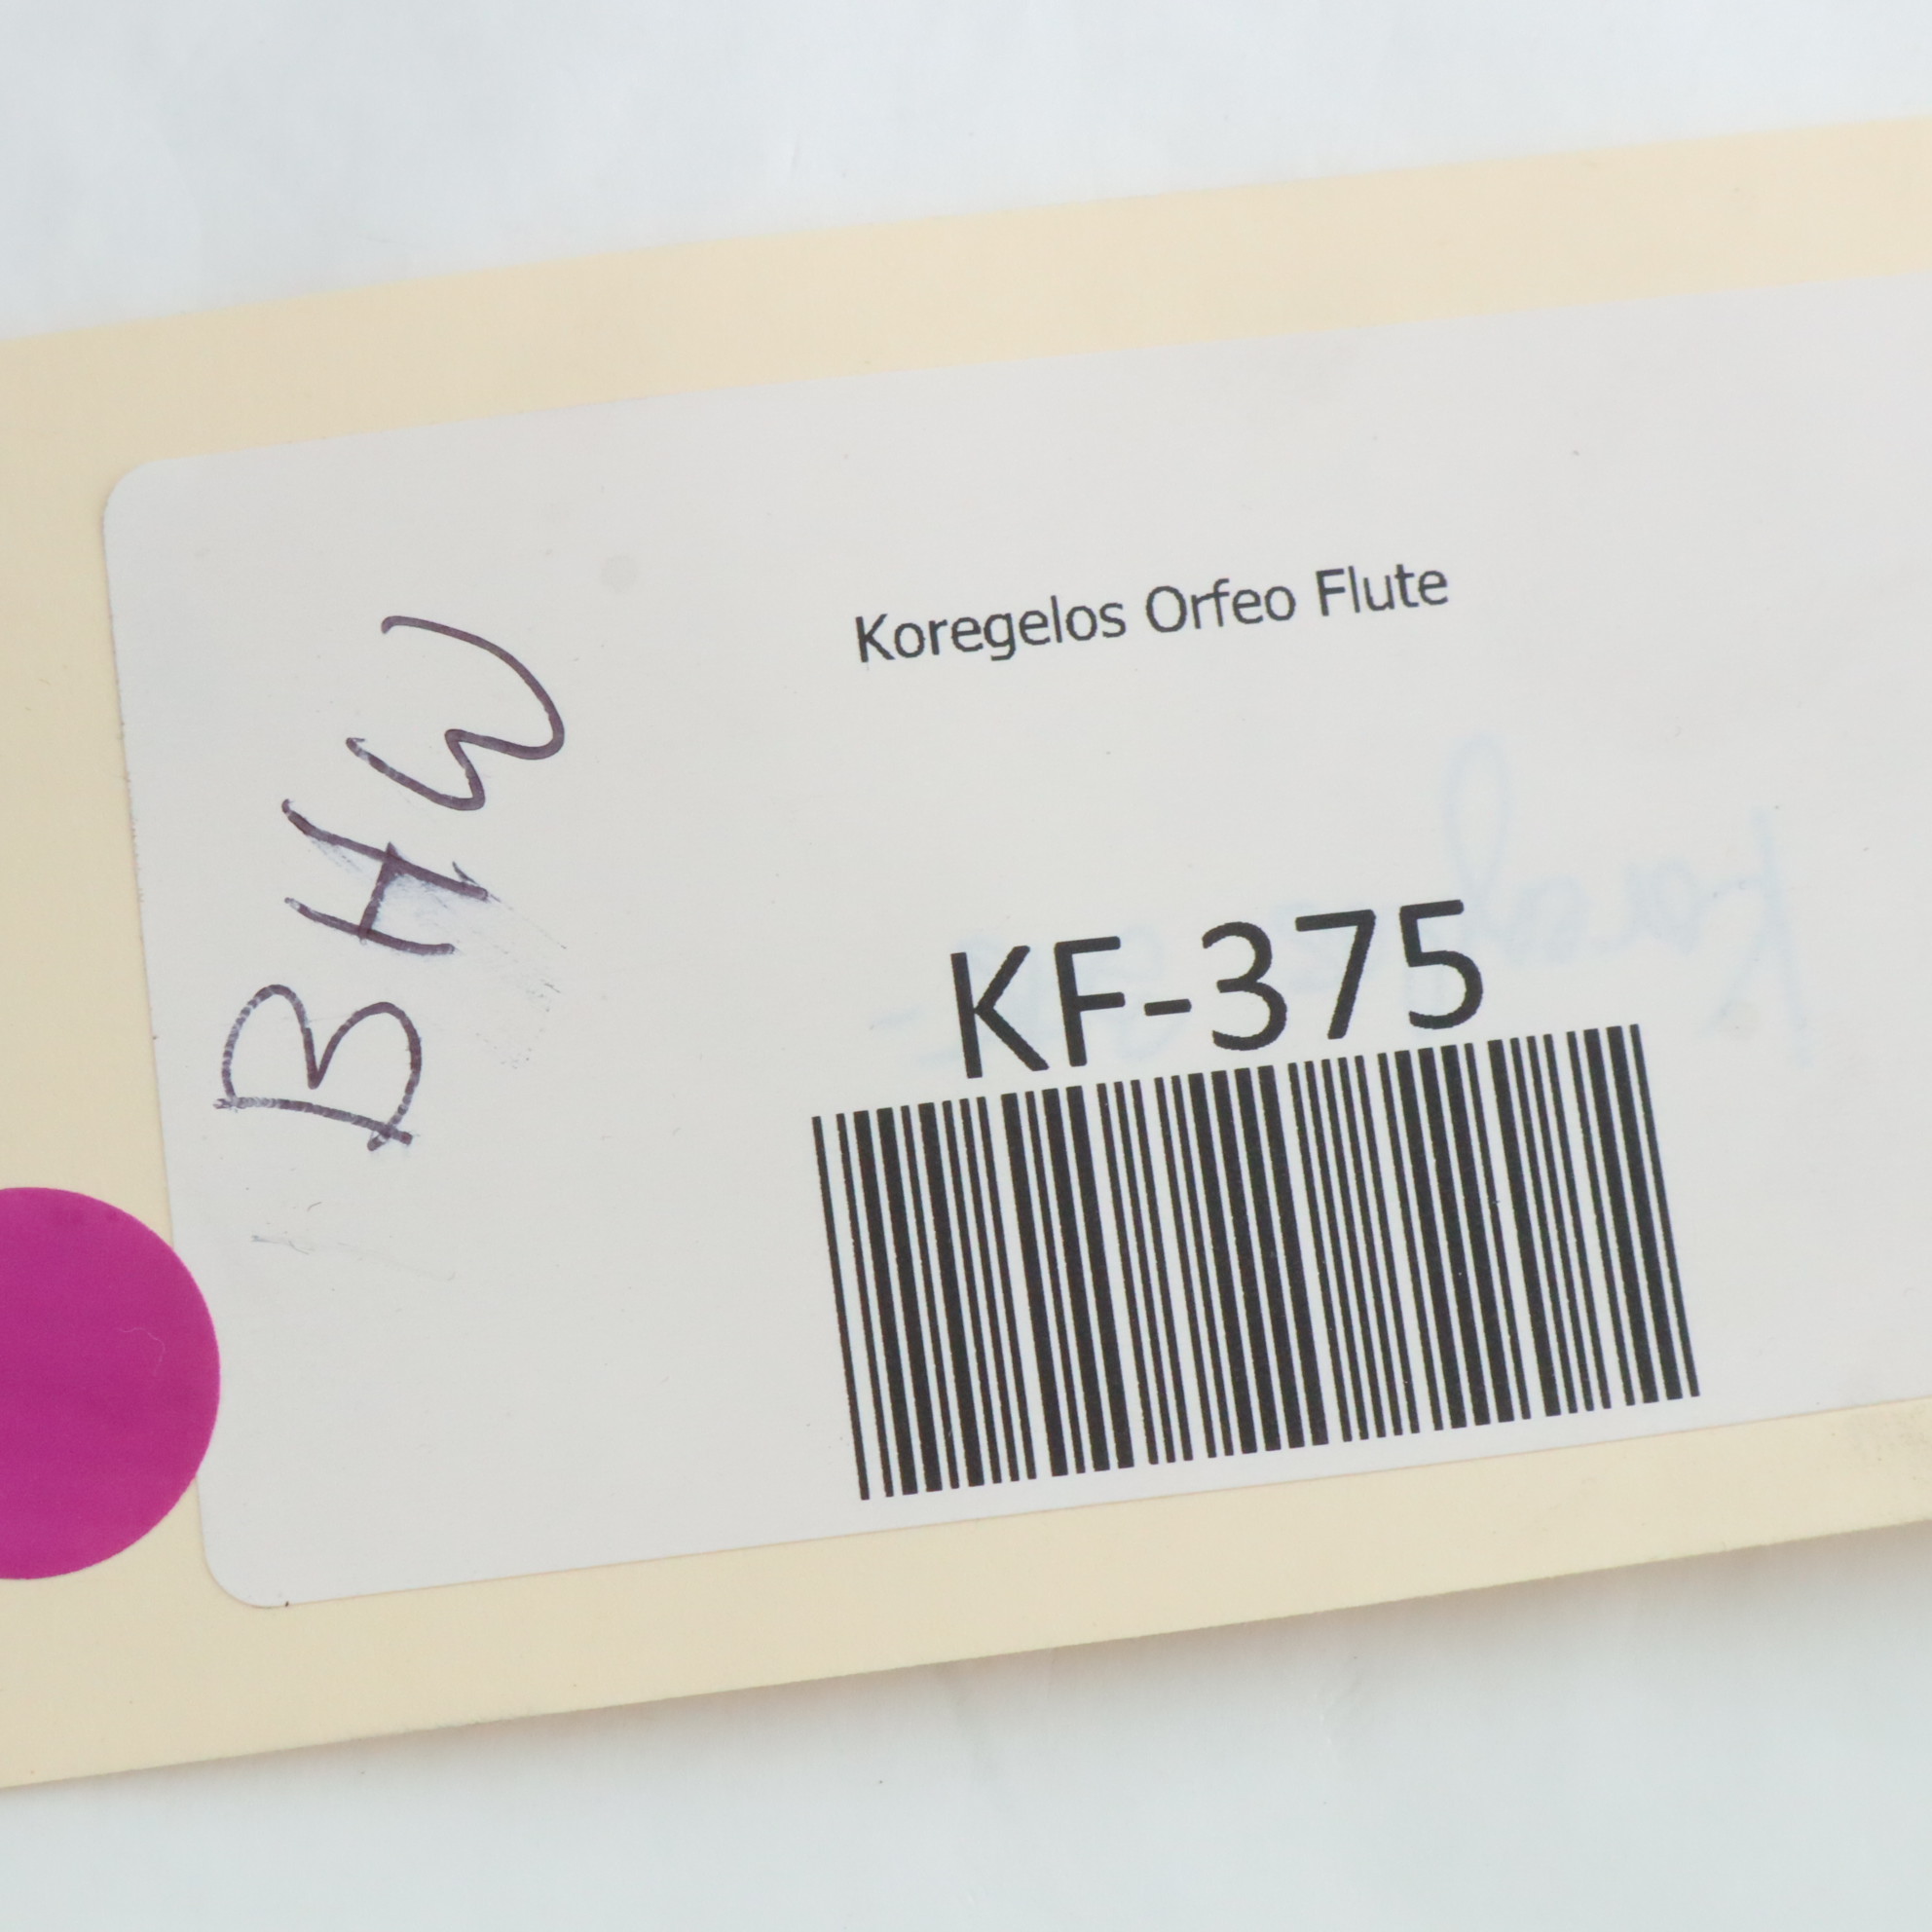 BHW
Koregelos Orfeo Flute
KF-375